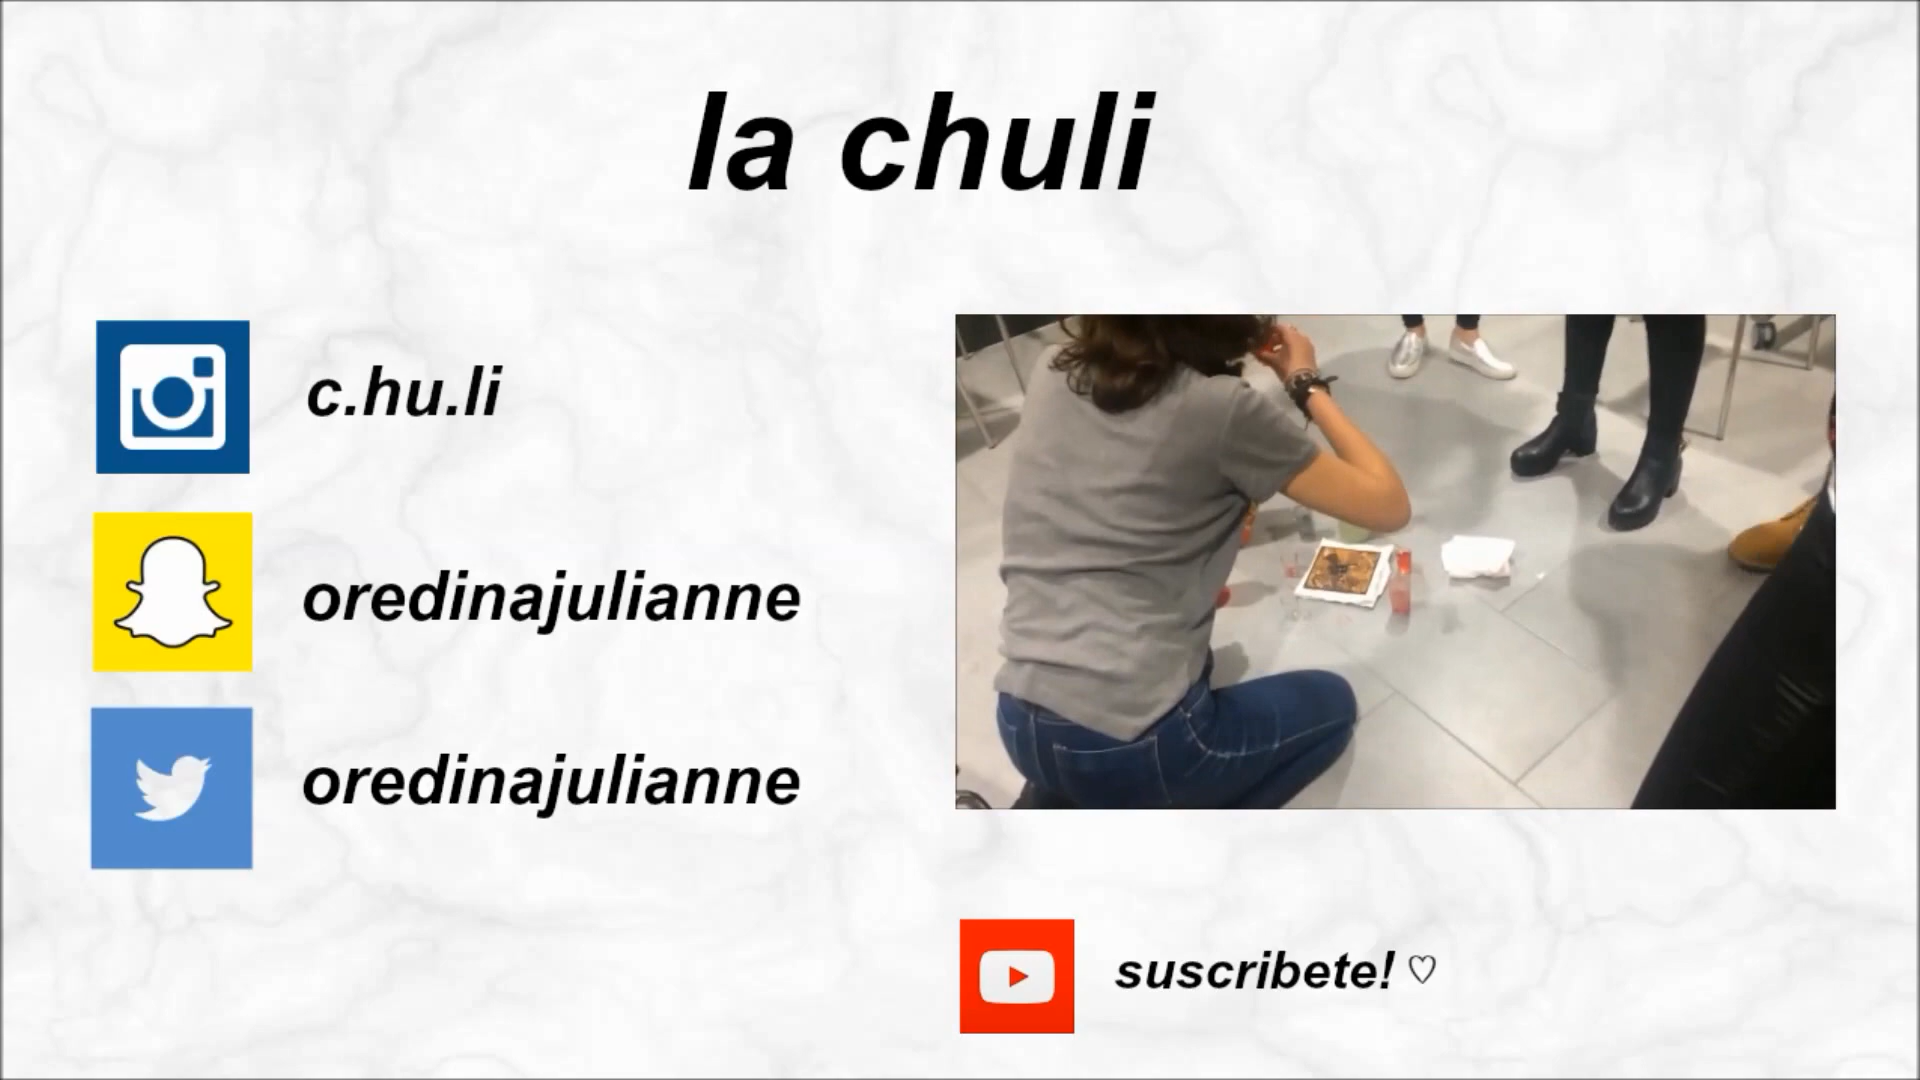 la chuli
c.hu.li
oredinajulianne
oredinajulianne
suscribete! ♡